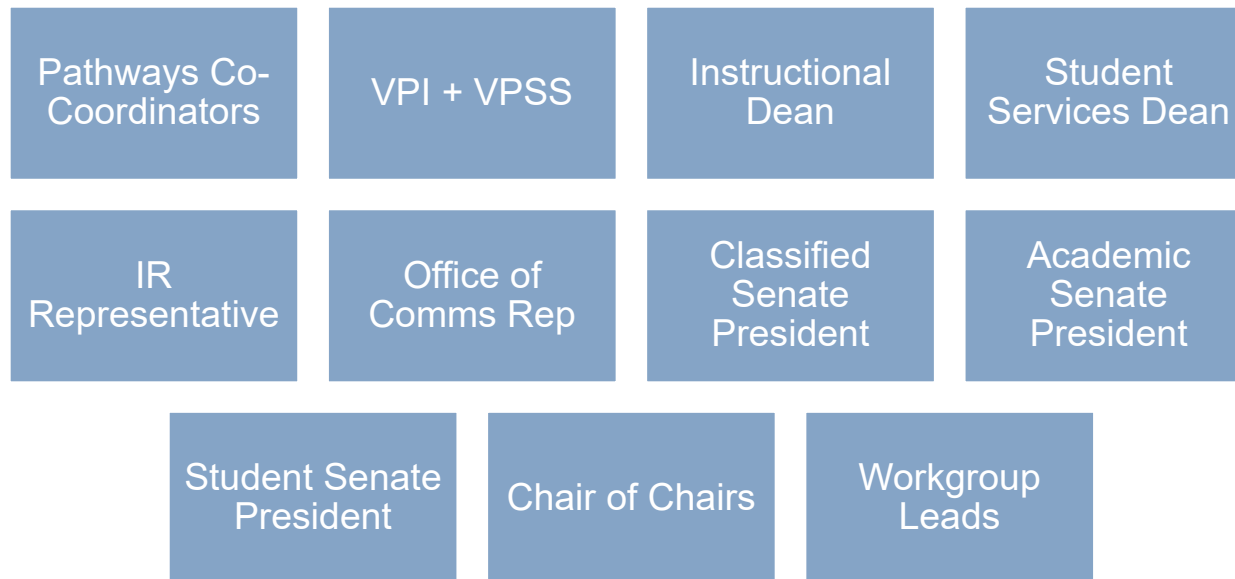 Pathways Co-
Coordinators
VPI + VPSS
Instructional
Dean
Student
Services Dean
IR
Representative
Office of
Comms Rep
Classified
Senate
President
Academic
Senate
President
Student Senate
President
Chair of Chairs
Workgroup
Leads